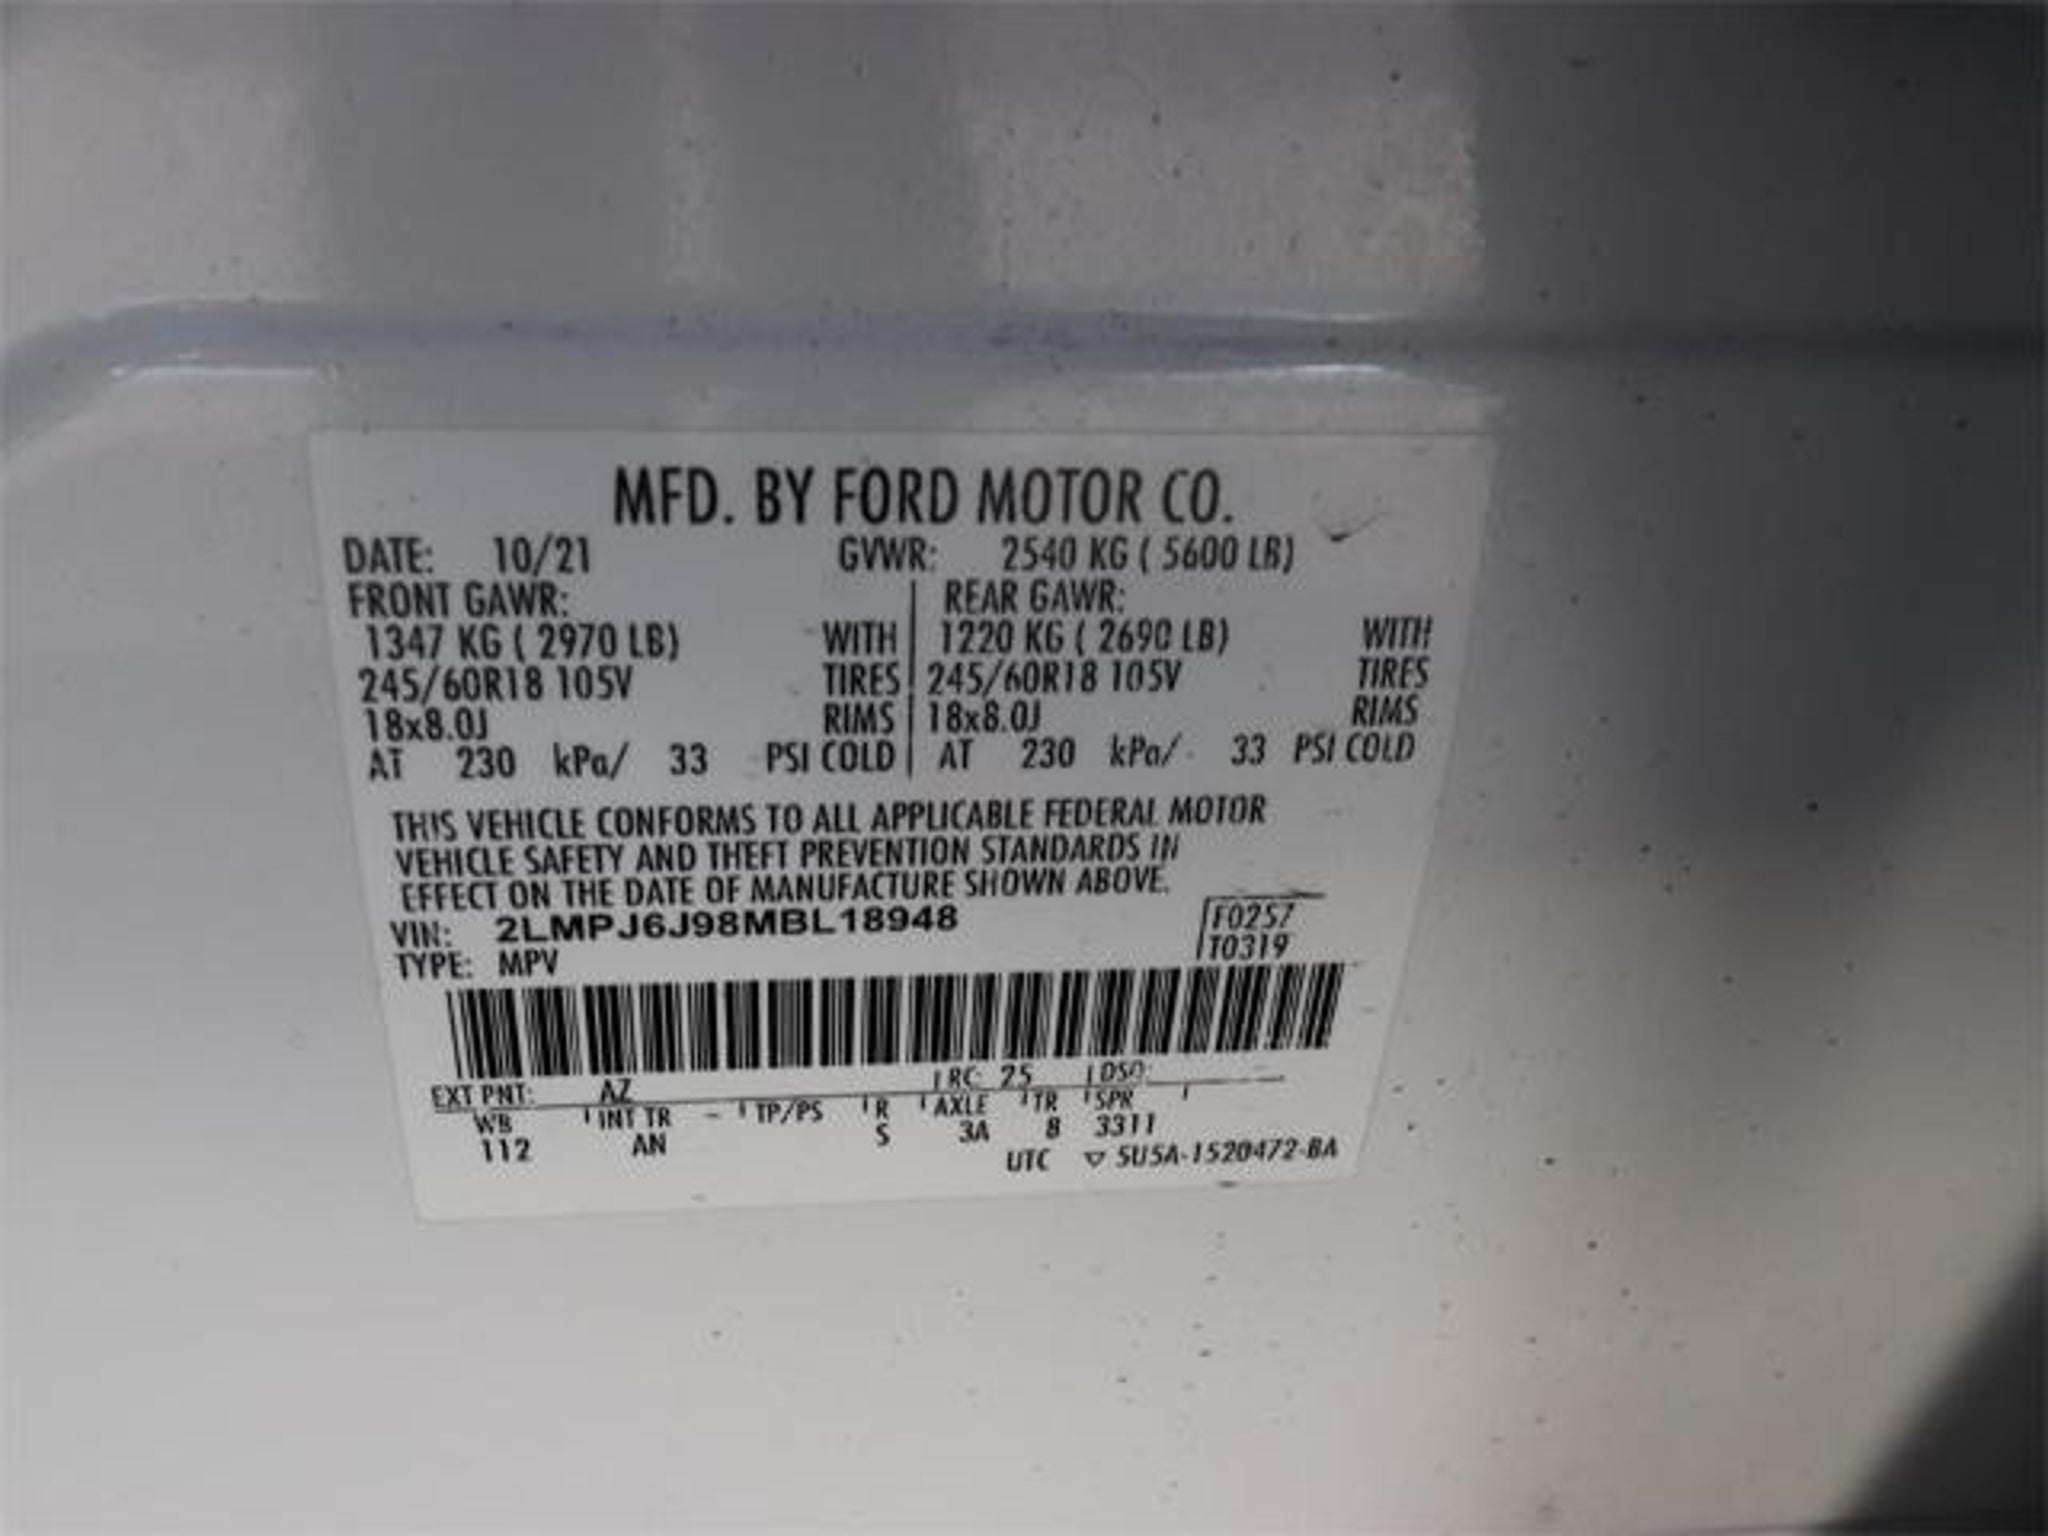 MFD. BY FORD MOTOR CO.
DATE: 10/21 GVWR: 2540 KG ( 5600 LB)
FRONT GAWR: REAR GAWR:
1347 KG ( 2970 LB) WITH 1220 KG ( 2690 LB) WITH
245/60R18 105V TIRES 245/60R18 105V TIRES
18x8.0J RIMS 18x8.0J RIMS
AT 230 kPa/ 33 PSI COLD AT 230 kPa/ 33 PSI COLD
THIS VEHICLE CONFORMS TO ALL APPLICABLE FEDERAL MOTOR
VEHICLE SAFETY AND THEFT PREVENTION STANDARDS IN
EFFECT ON THE DATE OF MANUFACTURE SHOWN ABOVE.
VIN: 2LMPJ6J98MBL18948 F0257
TYPE: MPV T0319
EXT PNT: AZ RC: 25 DSO:
WB INT TR - TP/PS R AXLE TR SPR
112 AN S 3A 8 3311
UTC ▽ 5U5A-1520472-BA